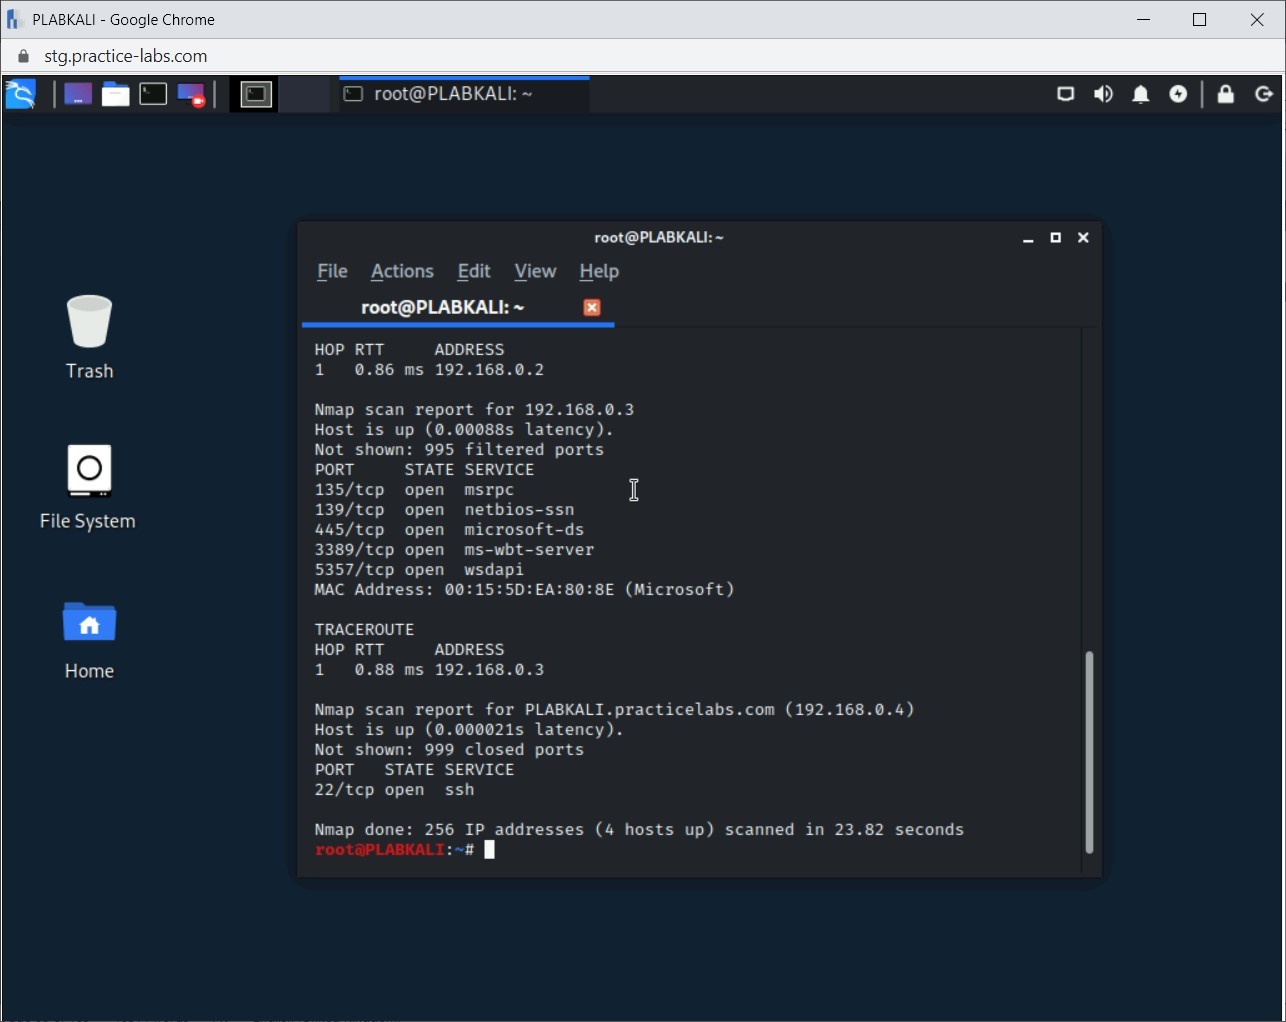 PLABKALI - Google Chrome
stg.practice-labs.com
root@PLABKALI: ~
Trash
File System
Home
root@PLABKALI: ~
File Actions Edit View Help
root@PLABKALI: ~
HOP RTT     ADDRESS
1   0.86 ms 192.168.0.2
Nmap scan report for 192.168.0.3
Host is up (0.00088s latency).
Not shown: 995 filtered ports
PORT     STATE SERVICE
135/tcp  open  msrpc
139/tcp  open  netbios-ssn
445/tcp  open  microsoft-ds
3389/tcp open  ms-wbt-server
5357/tcp open  wsdapi
MAC Address: 00:15:5D:EA:80:8E (Microsoft)
TRACEROUTE
HOP RTT     ADDRESS
1   0.88 ms 192.168.0.3
Nmap scan report for PLABKALI.practicelabs.com (192.168.0.4)
Host is up (0.000021s latency).
Not shown: 999 closed ports
PORT   STATE SERVICE
22/tcp open  ssh
Nmap done: 256 IP addresses (4 hosts up) scanned in 23.82 seconds
root@PLABKALI:~#